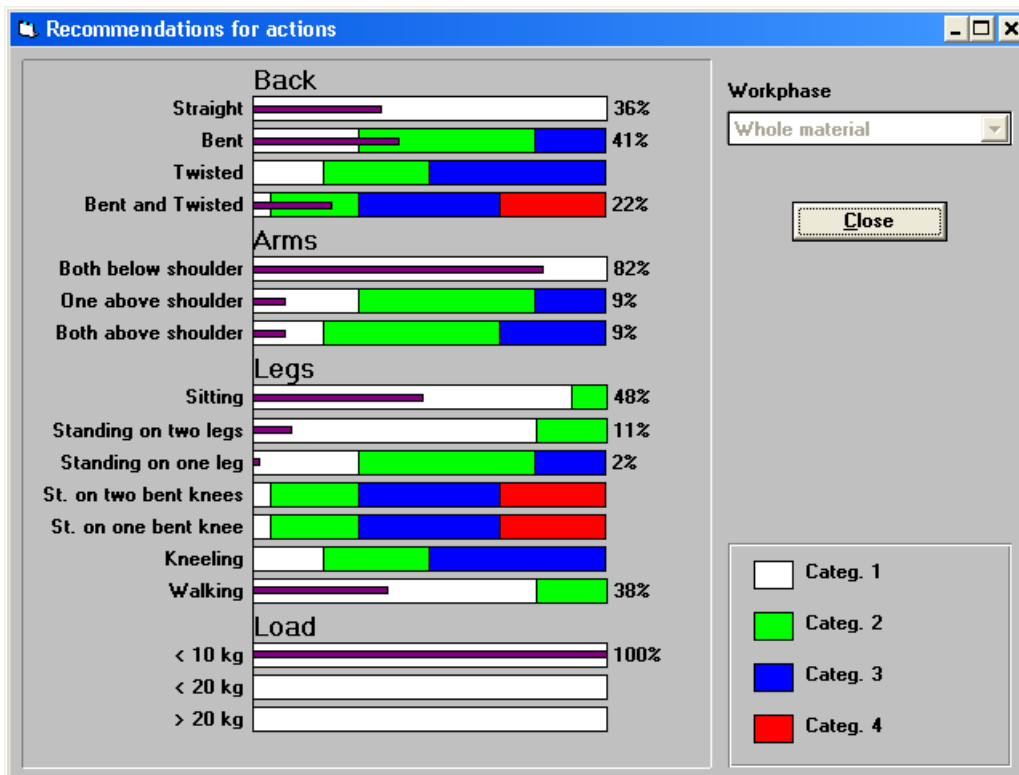 Recommendations for actions
Back
Straight 36%
Bent 41%
Twisted
Bent and Twisted 22%
Arms
Both below shoulder 82%
One above shoulder 9%
Both above shoulder 9%
Legs
Sitting 48%
Standing on two legs 11%
Standing on one leg 2%
St. on two bent knees
St. on one bent knee
Kneeling
Walking 38%
Load
< 10 kg 100%
< 20 kg
> 20 kg
Workphase
Whole material
Close
Categ. 1
Categ. 2
Categ. 3
Categ. 4